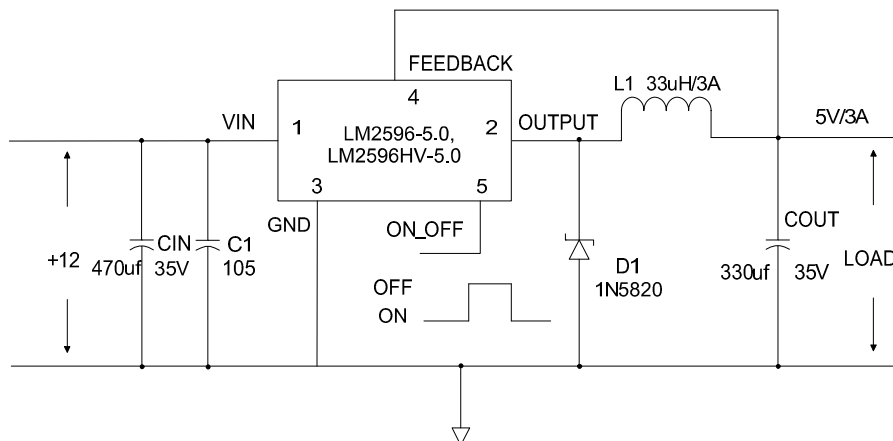 FEEDBACK
4
L1 33uH/3A
VIN
1
LM2596-5.0,
LM2596HV-5.0
2
OUTPUT
5V/3A
3
5
GND
ON_OFF
+12
CIN
470uf 35V
C1
105
OFF
ON
D1
1N5820
COUT
330uf 35V
LOAD